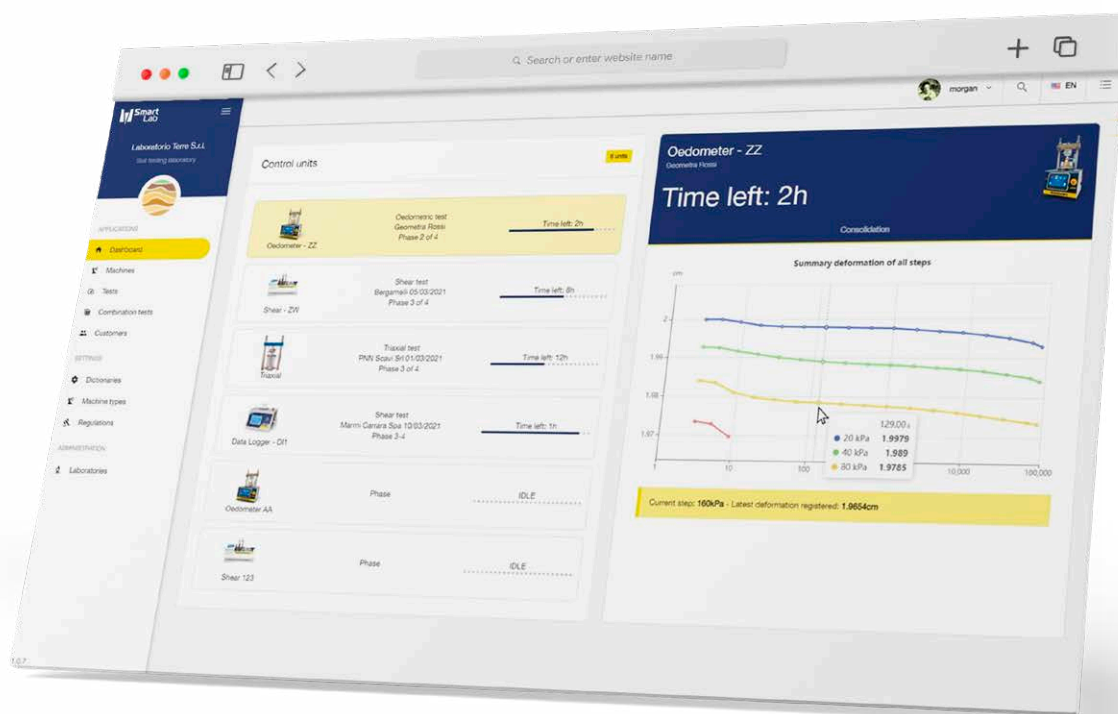 Search or enter website name
morgan
EN
Smart
Lab
Laboratorio Terre S.r.l.
Soil testing laboratory
APPLICATIONS
Dashboard
Machines
Tests
Combination tests
Customers
SETTINGS
Dictionaries
Machine types
Regulations
ADMINISTRATION
Laboratories
1.0.7
Control units
6 units
Oedometer - ZZ
Oedometric test
Geometra Rossi
Phase 2 of 4
Time left: 2h
Shear - ZW
Shear test
Bergamelli 05/03/2021
Phase 3 of 4
Time left: 8h
Triaxial
Triaxial test
PNN Scavi Srl 01/03/2021
Phase 3 of 4
Time left: 12h
Data Logger - Dl1
Shear test
Marmi Carrara Spa 10/03/2021
Phase 3-4
Time left: 1h
Oedometer AA
Phase
IDLE
Shear 123
Phase
IDLE
Oedometer - ZZ
Geometra Rossi
Time left: 2h
Consolidation
Summary deformation of all steps
cm
2
1.99
1.98
1.97
1
10
100
10,000
100,000
129.00 s
20 kPa 1.9979
40 kPa 1.989
80 kPa 1.9785
Current step: 160kPa - Latest deformation registered: 1.9654cm